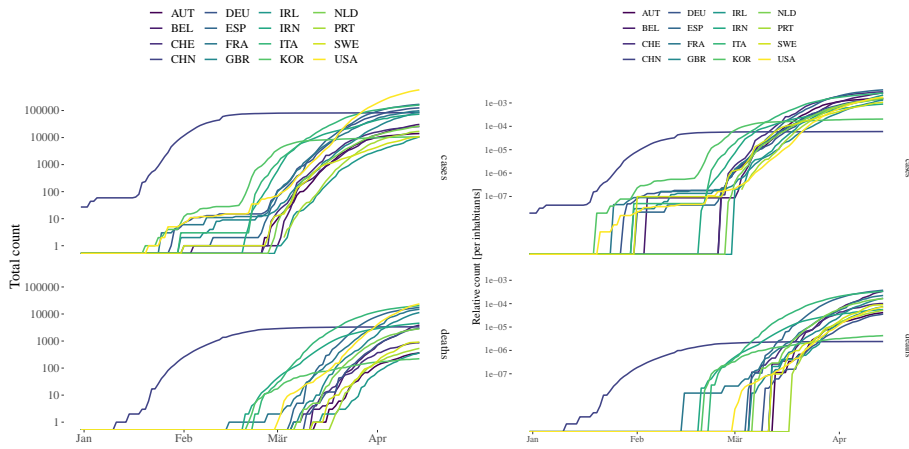 AUT DEU IRL NLD
BEL ESP IRN PRT
CHE FRA ITA SWE
CHN GBR KOR USA
Total count
100000
10000
1000
100
10
1
cases
100000
10000
1000
100
10
1
deaths
Jan Feb Mär Apr
AUT DEU IRL NLD
BEL ESP IRN PRT
CHE FRA ITA SWE
CHN GBR KOR USA
Relative count [per inhabitants]
1e−03
1e−04
1e−05
1e−06
1e−07
cases
1e−03
1e−04
1e−05
1e−06
1e−07
deaths
Jan Feb Mär Apr